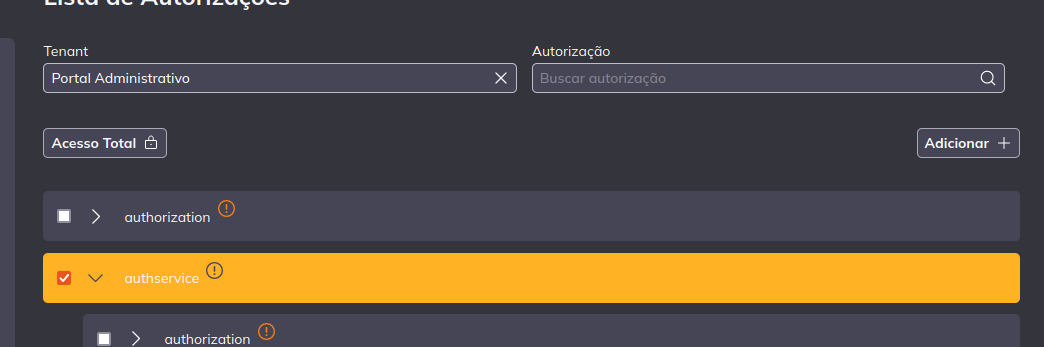 Lista de Autorizações
Tenant
Autorização
Portal Administrativo
Buscar autorização
Acesso Total
Adicionar
authorization
authservice
authorization